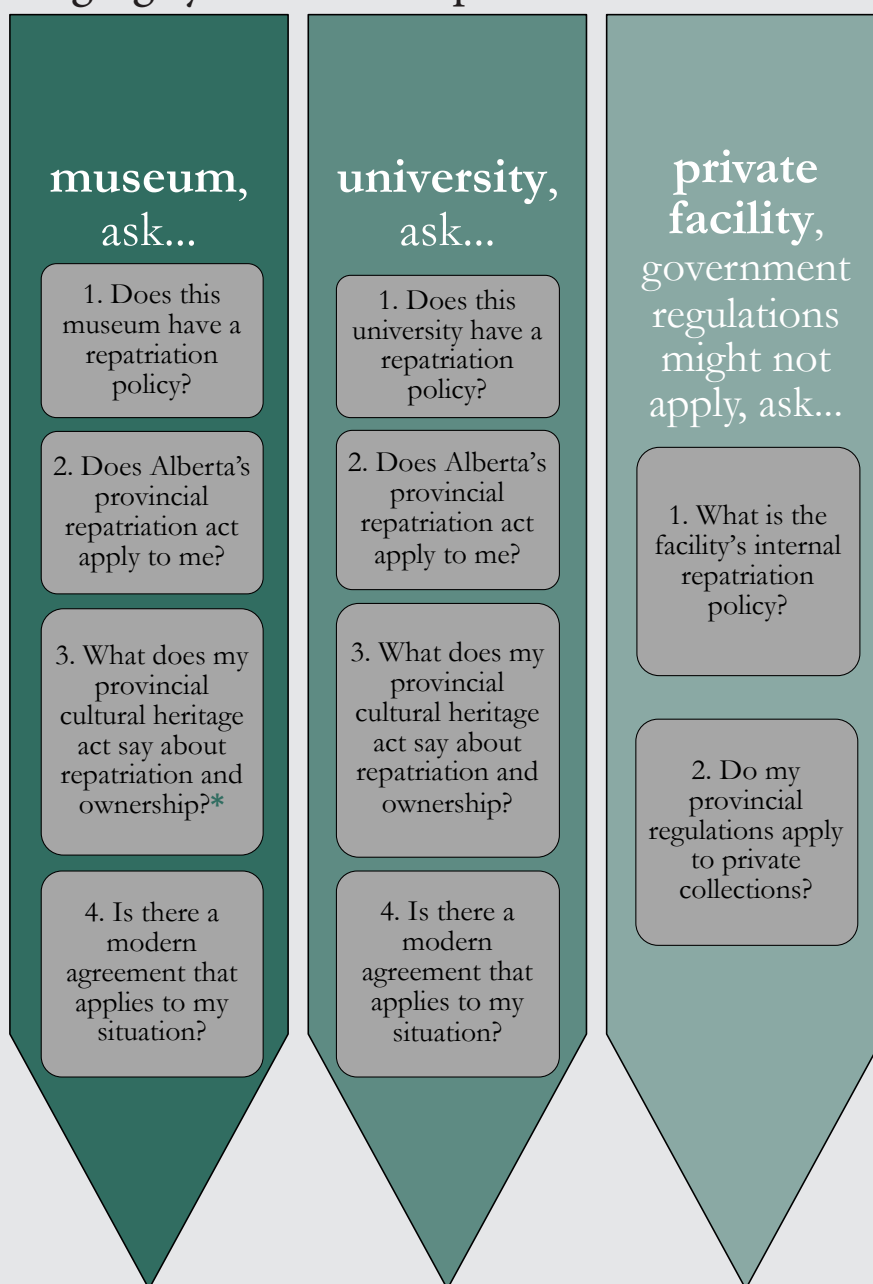 museum,
ask...
1. Does this
museum have a
repatriation
policy?
2. Does Alberta’s
provincial
repatriation act
apply to me?
3. What does my
provincial
cultural heritage
act say about
repatriation and
ownership?*
4. Is there a
modern
agreement that
applies to my
situation?
university,
ask...
1. Does this
university have a
repatriation
policy?
2. Does Alberta’s
provincial
repatriation act
apply to me?
3. What does my
provincial
cultural heritage
act say about
repatriation and
ownership?
4. Is there a
modern
agreement that
applies to my
situation?
private
facility,
government
regulations
might not
apply, ask...
1. What is the
facility’s internal
repatriation
policy?
2. Do my
provincial
regulations apply
to private
collections?